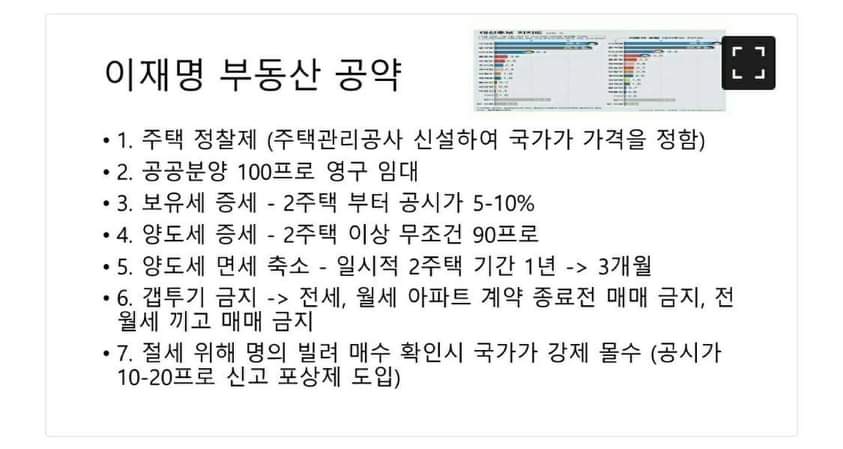 이재명 부동산 공약
• 1. 주택 정찰제 (주택관리공사 신설하여 국가가 가격을 정함)
• 2. 공공분양 100프로 영구 임대
• 3. 보유세 증세 - 2주택 부터 공시가 5-10%
• 4. 양도세 증세 - 2주택 이상 무조건 90프로
• 5. 양도세 면세 축소 - 일시적 2주택 기간 1년 -> 3개월
• 6. 갭투기 금지 -> 전세, 월세 아파트 계약 종료전 매매 금지, 전
월세 끼고 매매 금지
• 7. 절세 위해 명의 빌려 매수 확인시 국가가 강제 몰수 (공시가
10-20프로 신고 포상제 도입)